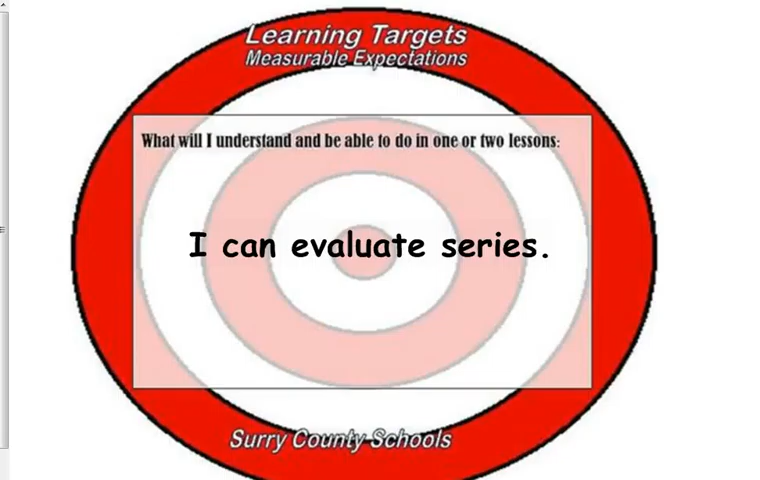 Learning Targets
Measurable Expectations
What will I understand and be able to do in one or two lessons:
I can evaluate series.
Surry County Schools